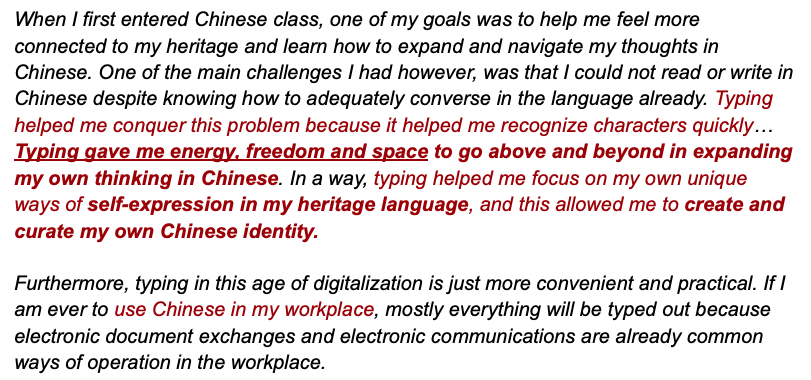 When I first entered Chinese class, one of my goals was to help me feel more
connected to my heritage and learn how to expand and navigate my thoughts in
Chinese. One of the main challenges I had however, was that I could not read or write in
Chinese despite knowing how to adequately converse in the language already. Typing
helped me conquer this problem because it helped me recognize characters quickly…
Typing gave me energy, freedom and space to go above and beyond in expanding
my own thinking in Chinese. In a way, typing helped me focus on my own unique
ways of self-expression in my heritage language, and this allowed me to create and
curate my own Chinese identity.
Furthermore, typing in this age of digitalization is just more convenient and practical. If I
am ever to use Chinese in my workplace, mostly everything will be typed out because
electronic document exchanges and electronic communications are already common
ways of operation in the workplace.